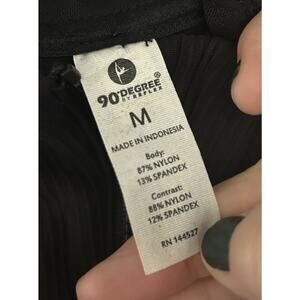 90 DEGREE
BY REFLEX
M
MADE IN INDONESIA
Body:
87% NYLON
13% SPANDEX
Contrast:
88% NYLON
12% SPANDEX
RN 144527